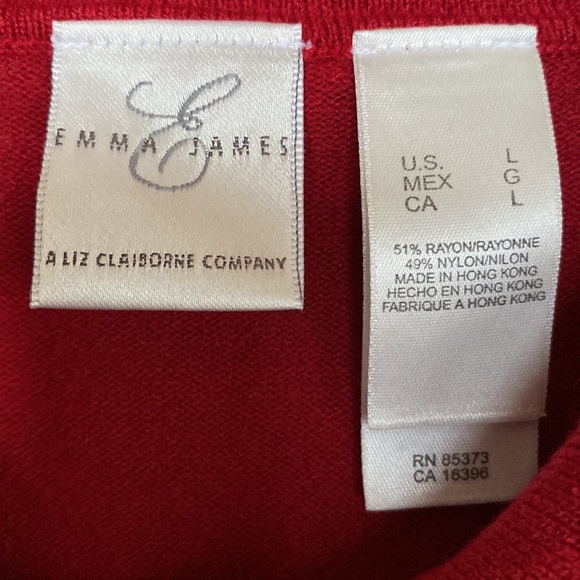 E
EMMA JAMES
A LIZ CLAIBORNE COMPANY
U.S. L
MEX G
CA L
51% RAYON/RAYONNE
49% NYLON/NILON
MADE IN HONG KONG
HECHO EN HONG KONG
FABRIQUE A HONG KONG
RN 85373
CA 16396